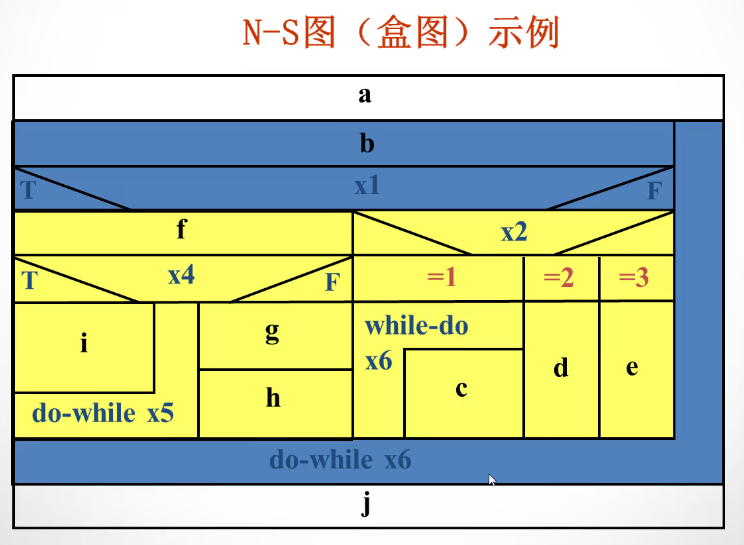 N-S图（盒图）示例
a
b
T x1 F
f
x2
T x4 F
=1 =2 =3
i
g
h
while-do
x6
c
d
e
do-while x5
do-while x6
j